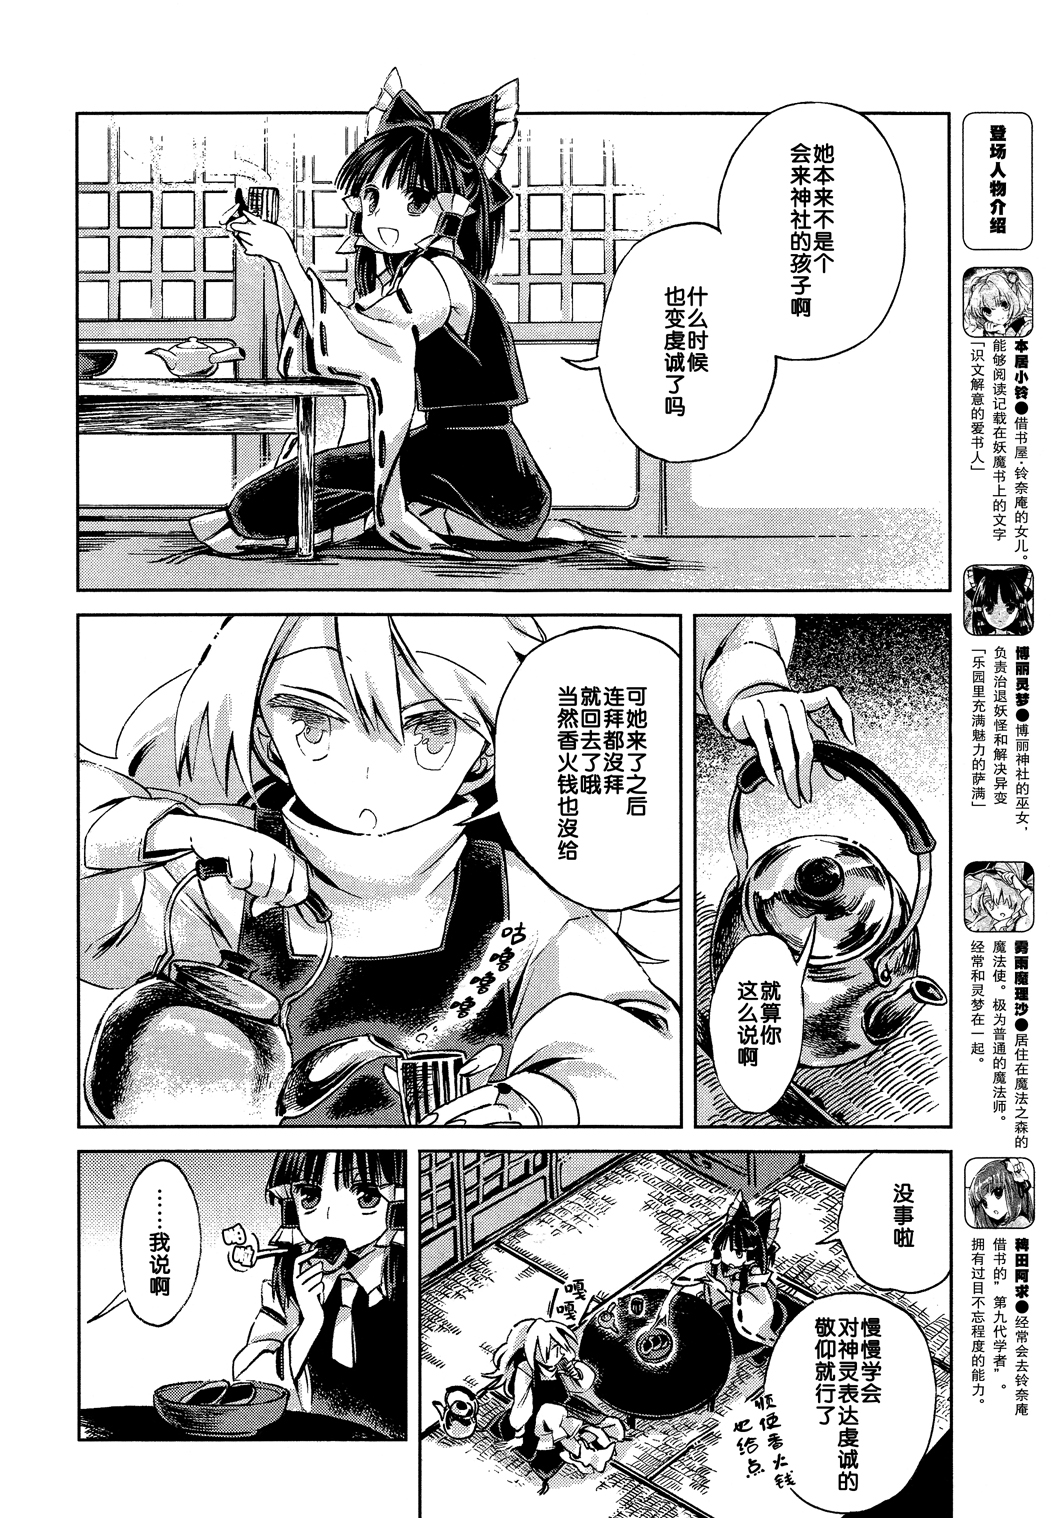 登场人物介绍
本居小铃●借书屋·铃奈庵的女儿。
能够阅读记载在妖魔书上的文字
「识文解意的爱书人」
博丽灵梦●博丽神社的巫女，
负责治退妖怪和解决异变
「乐园里充满魅力的萨满」
雾雨魔理沙●居住在魔法之森的
魔法使。极为普通的魔法师。
经常和灵梦在一起。
稗田阿求●经常会去铃奈庵
借书的”第九代学者”。
拥有过目不忘程度的能力。
她本来不是个
会来神社的孩子啊
什么时候
也变虔诚了吗
就算你
这么说啊
可她来了之后
连拜都没拜
就回去了哦
当然香火钱也没给
咕噜噜噜
没事啦
慢慢学会
对神灵表达虔诚的
敬仰就行了
顺便香火钱
也给点
嘎嘎
……我说啊